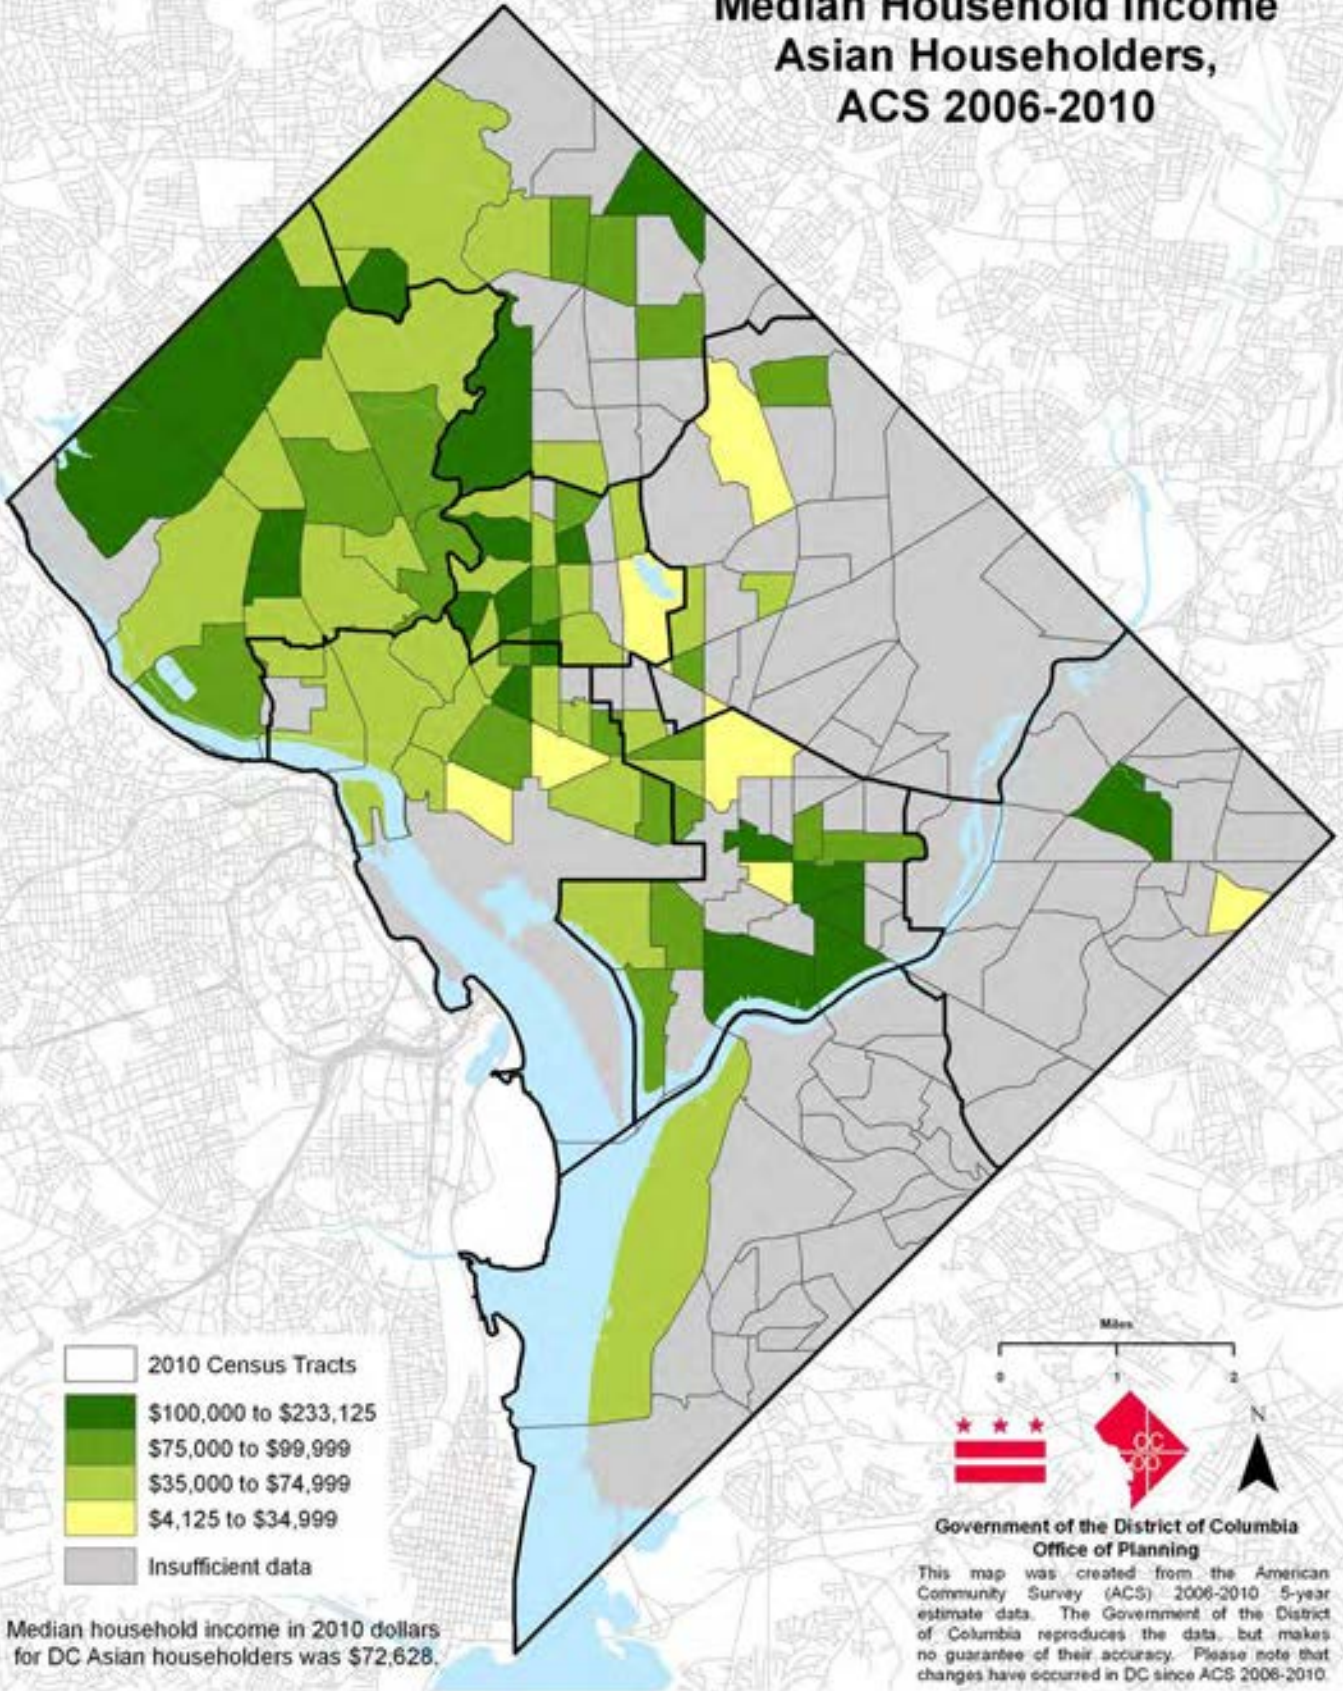 Median Household Income
Asian Householders,
ACS 2006-2010
2010 Census Tracts
$100,000 to $233,125
$75,000 to $99,999
$35,000 to $74,999
$4,125 to $34,999
Insufficient data
Median household income in 2010 dollars
for DC Asian householders was $72,628.
Miles
0 1 2
N
DC
OP
Government of the District of Columbia
Office of Planning
This map was created from the American
Community Survey (ACS) 2006-2010 5-year
estimate data. The Government of the District
of Columbia reproduces the data, but makes
no guarantee of their accuracy. Please note that
changes have occurred in DC since ACS 2006-2010.